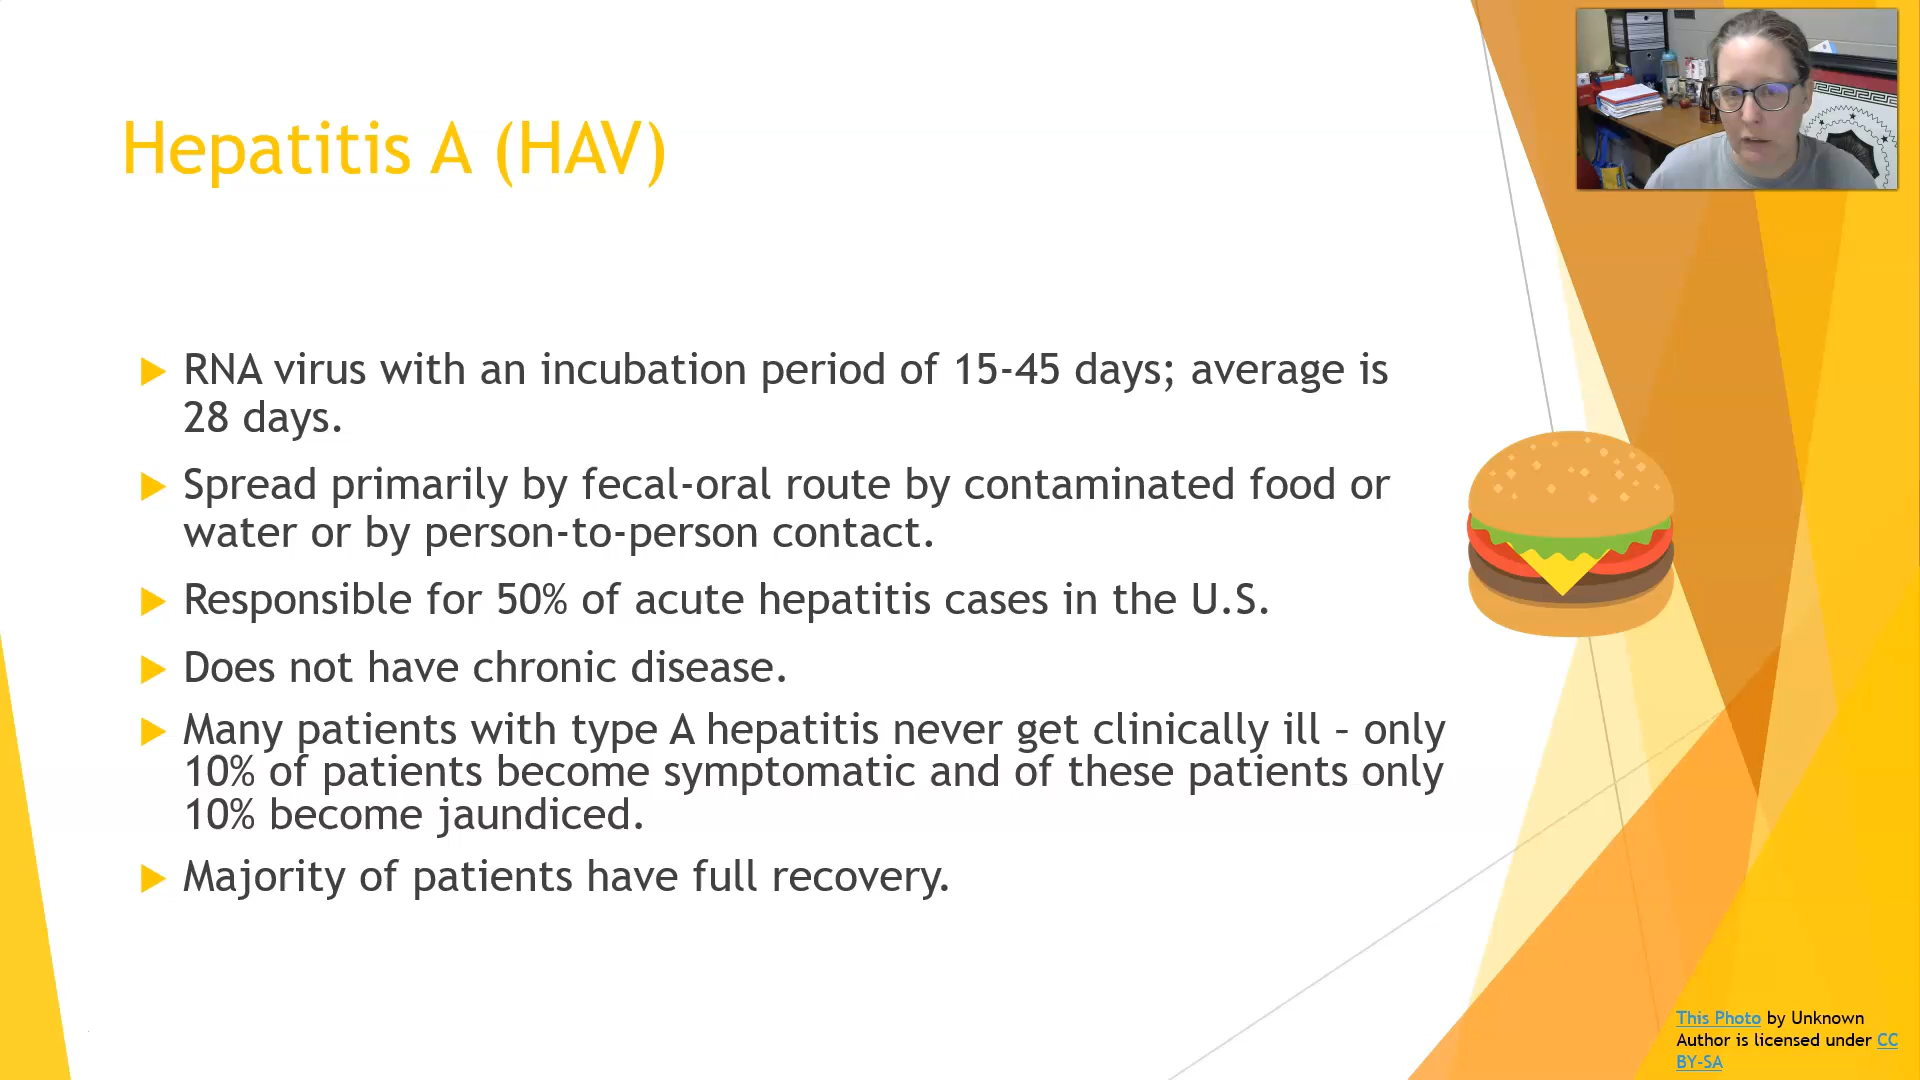 Hepatitis A (HAV)
RNA virus with an incubation period of 15-45 days; average is
28 days.
Spread primarily by fecal-oral route by contaminated food or
water or by person-to-person contact.
Responsible for 50% of acute hepatitis cases in the U.S.
Does not have chronic disease.
Many patients with type A hepatitis never get clinically ill – only
10% of patients become symptomatic and of these patients only
10% become jaundiced.
Majority of patients have full recovery.
This Photo by Unknown
Author is licensed under CC
BY-SA